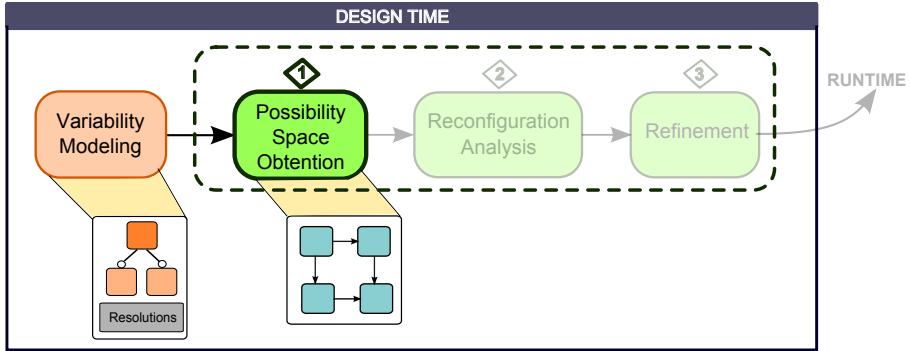 DESIGN TIME
1
2
3
Variability
Modeling
Possibility
Space
Obtention
Reconfiguration
Analysis
Refinement
RUNTIME
Resolutions